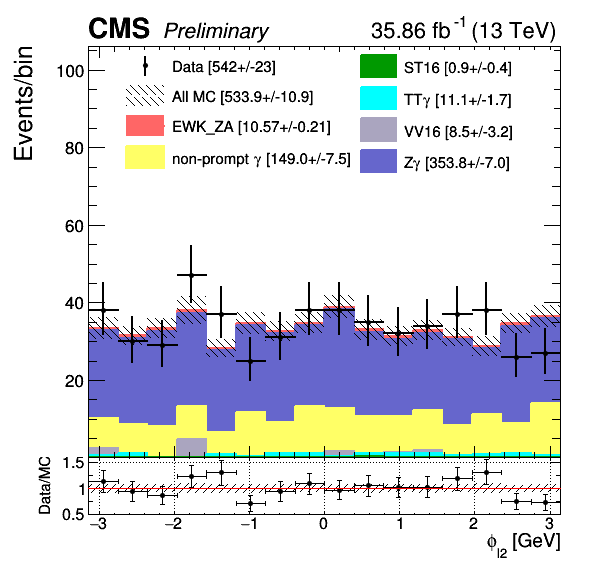 CMS Preliminary 35.86 fb⁻¹ (13 TeV)
Events/bin
100
80
60
40
20
Data [542+/-23]
All MC [533.9+/-10.9]
EWK_ZA [10.57+/-0.21]
non-prompt γ [149.0+/-7.5]
ST16 [0.9+/-0.4]
TTγ [11.1+/-1.7]
VV16 [8.5+/-3.2]
Zγ [353.8+/-7.0]
Data/MC
1.5
1
0.5
−3 −2 −1 0 1 2 3
ϕ_l2 [GeV]